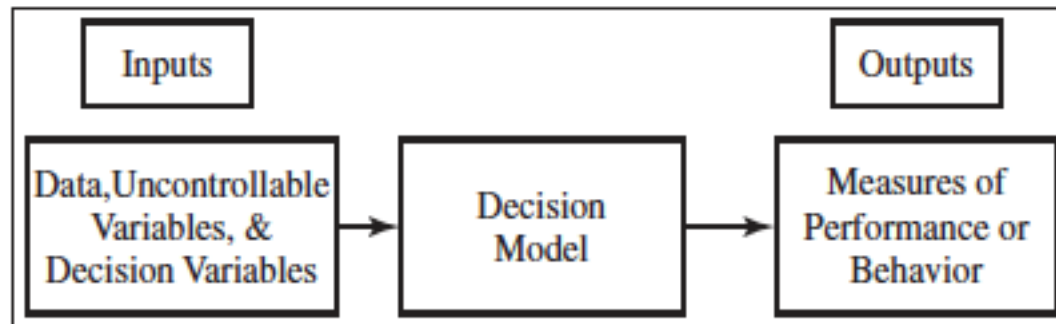 Inputs
Outputs
Data,Uncontrollable
Variables, &
Decision Variables
Decision
Model
Measures of
Performance or
Behavior